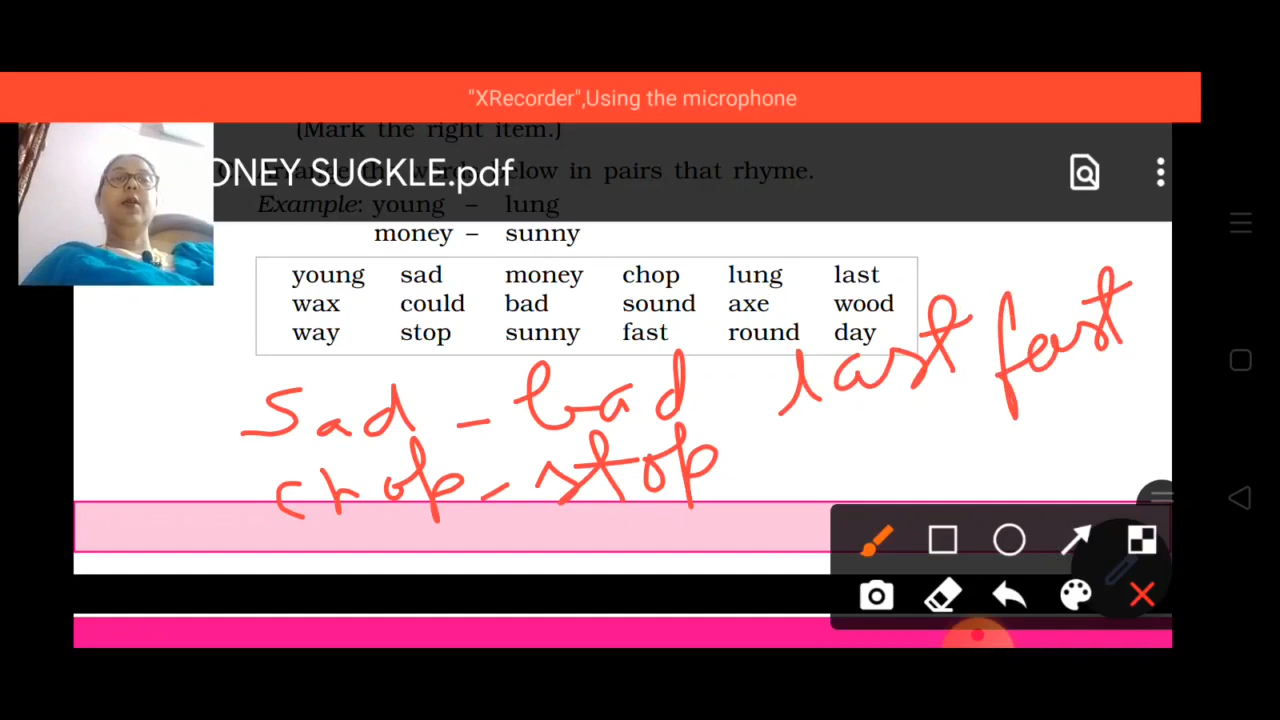 "XRecorder",Using the microphone
(Mark the right item.)
ONEY SUCKLE.pdf
below in pairs that rhyme.
Example: young – lung
money – sunny
young sad money chop lung last
wax could bad sound axe wood
way stop sunny fast round day
Sad - bad last fast
chop - stop